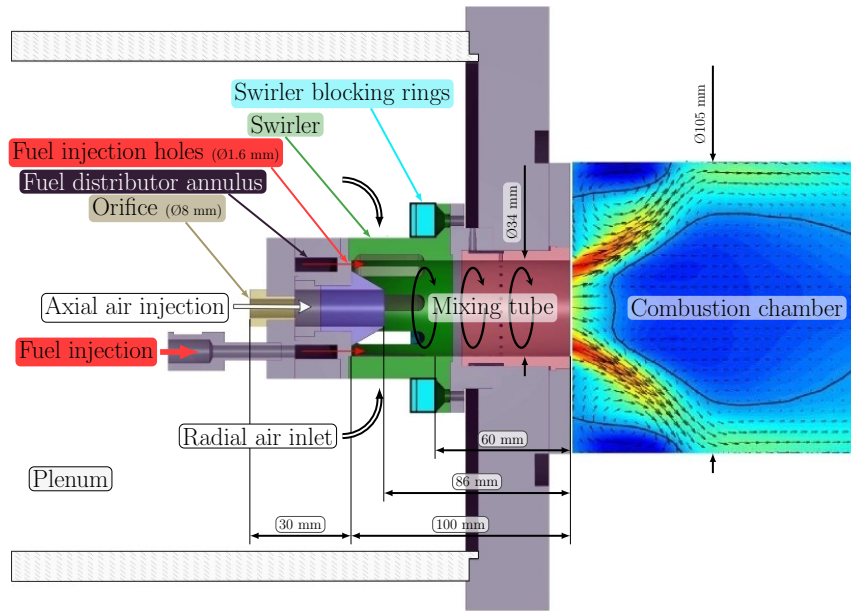 Swirler blocking rings
Swirler
Fuel injection holes (Ø1.6 mm)
Fuel distributor annulus
Orifice (Ø8 mm)
Axial air injection
Fuel injection
Radial air inlet
Plenum
Mixing tube
Combustion chamber
Ø34 mm
Ø105 mm
60 mm
86 mm
30 mm
100 mm